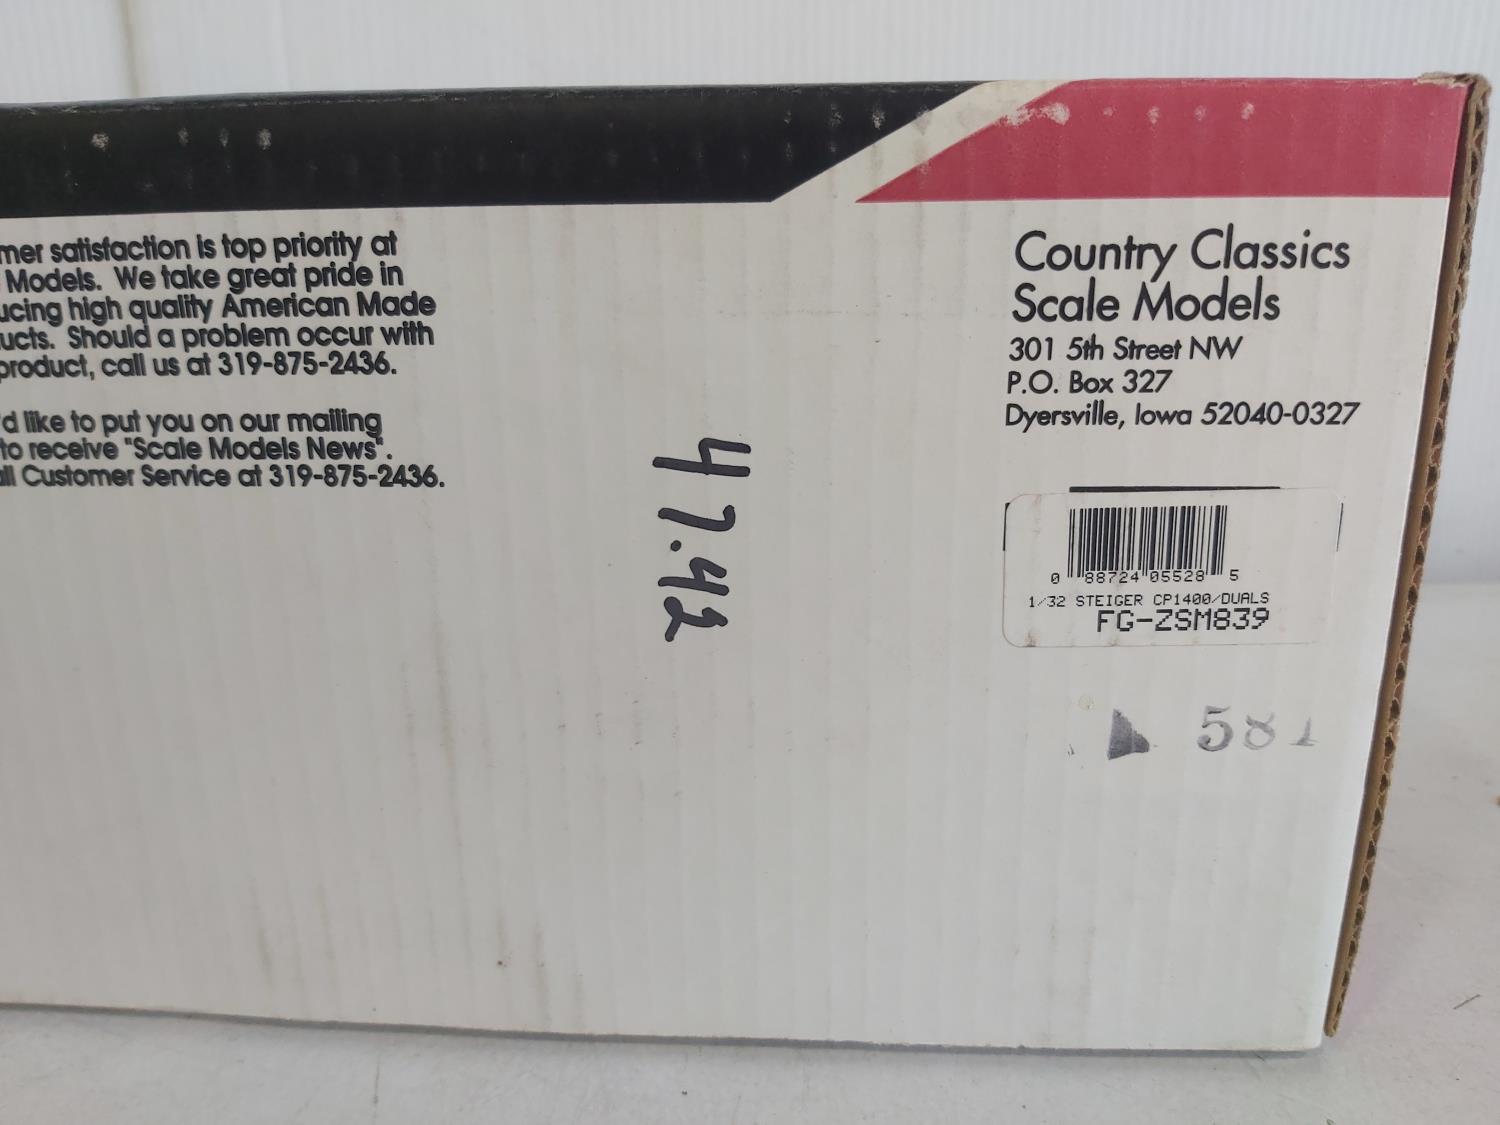 mer satisfaction is top priority at
Models. We take great pride in
ucing high quality American Made
ucts. Should a problem occur with
product, call us at 319-875-2436.
'd like to put you on our mailing
to receive "Scale Models News".
all Customer Service at 319-875-2436.
47.42
Country Classics
Scale Models
301 5th Street NW
P.O. Box 327
Dyersville, Iowa 52040-0327
0 88724 05528 5
1/32 STEIGER CP1400/DUALS
FG-ZSM839
581